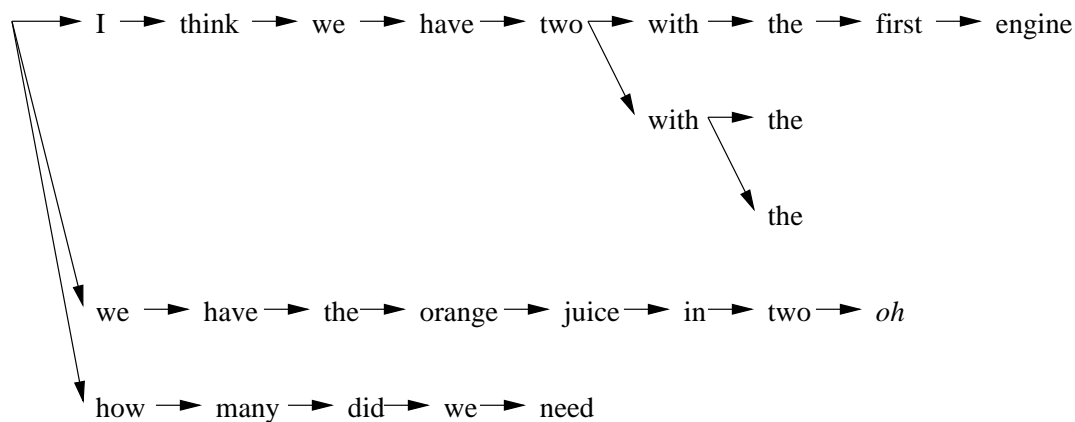 I think we have two with the first engine
with the
the
we have the orange juice in two oh
how many did we need